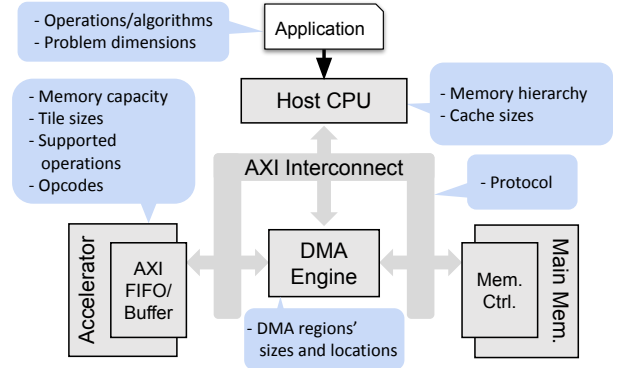 - Operations/algorithms
- Problem dimensions
Application
- Memory capacity
- Tile sizes
- Supported
operations
- Opcodes
Host CPU
- Memory hierarchy
- Cache sizes
AXI Interconnect
- Protocol
Accelerator
AXI
FIFO/
Buffer
DMA
Engine
Mem.
Ctrl.
Main Mem.
- DMA regions'
sizes and locations